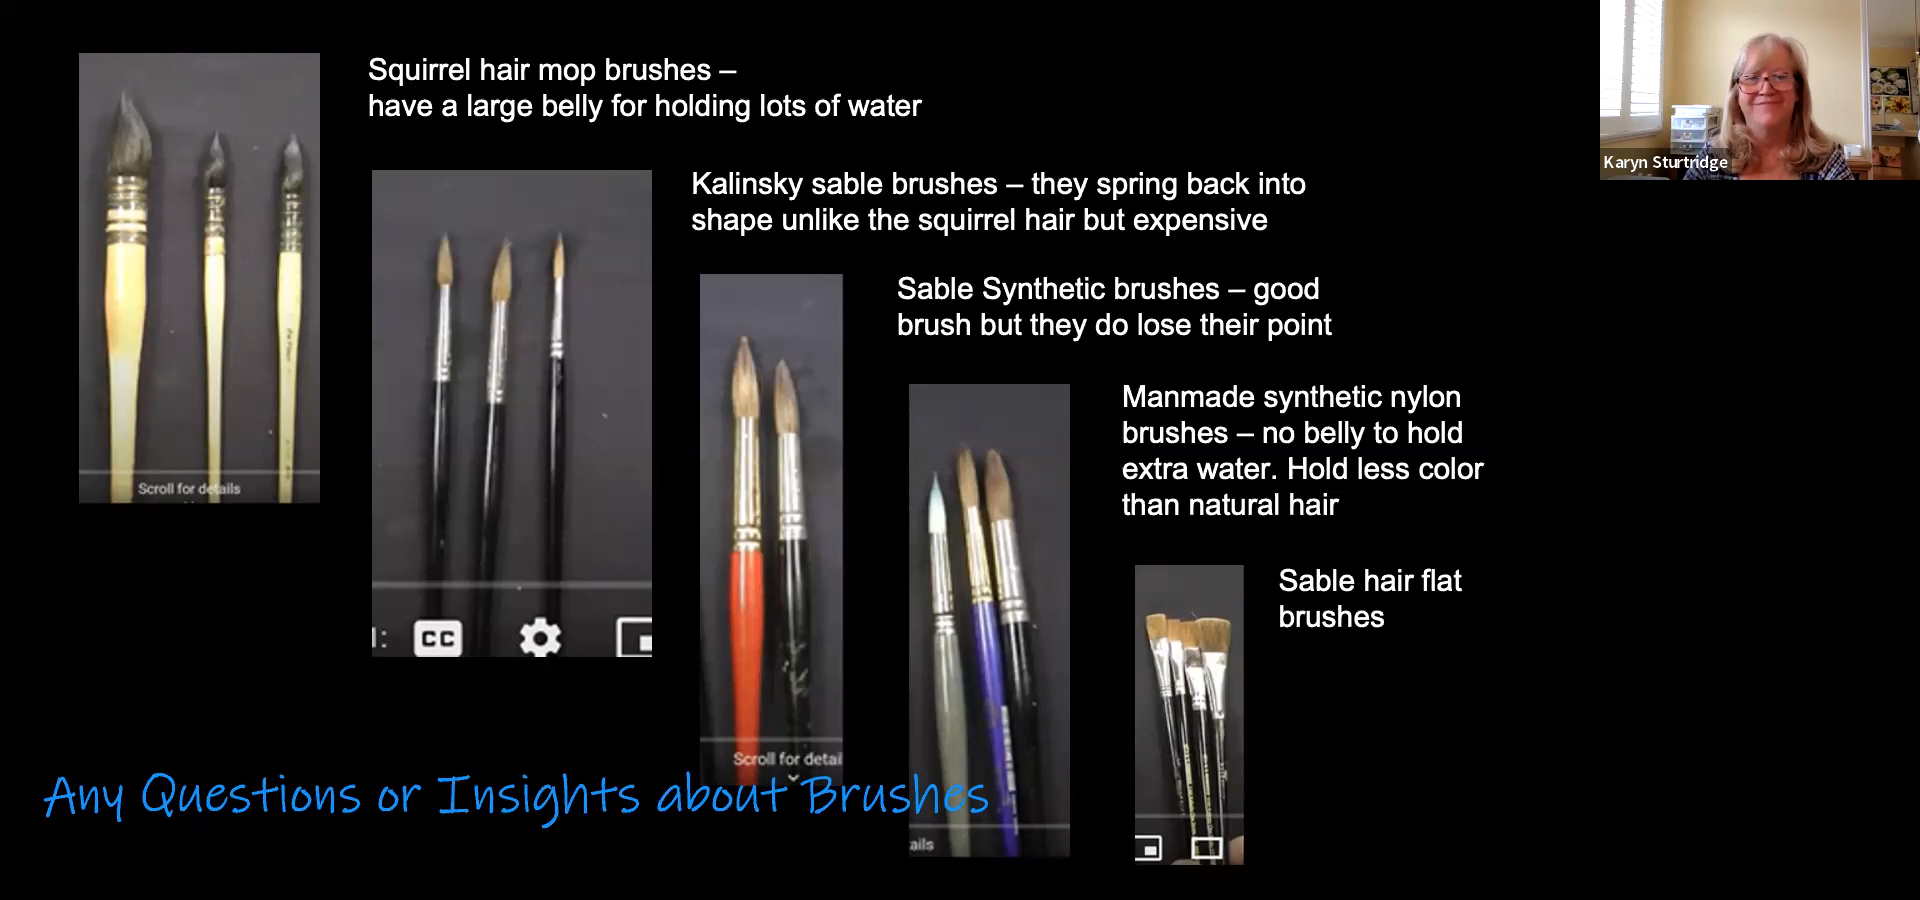 Squirrel hair mop brushes –
have a large belly for holding lots of water
Karyn Sturtridge
Kalinsky sable brushes – they spring back into
shape unlike the squirrel hair but expensive
Sable Synthetic brushes – good
brush but they do lose their point
Manmade synthetic nylon
brushes – no belly to hold
extra water. Hold less color
than natural hair
Scroll for details
Sable hair flat
brushes
CC
Scroll for detai
Any Questions or Insights about Brushes
ails